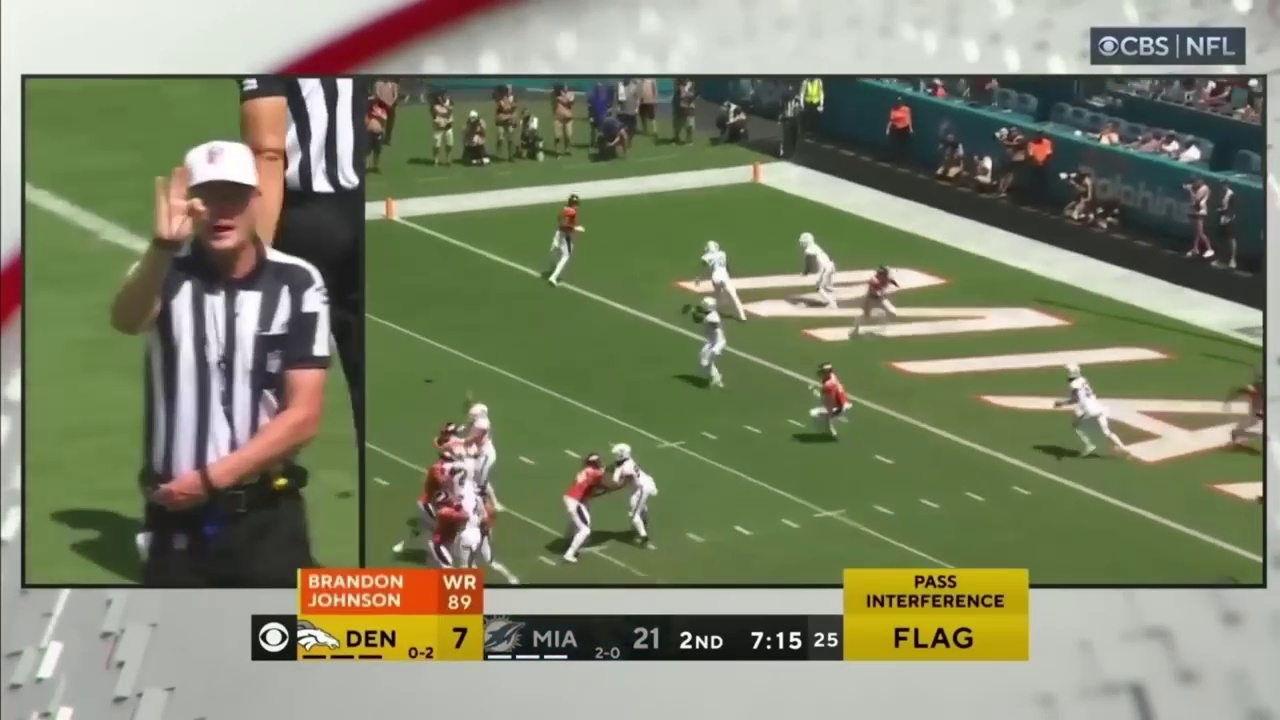 CBS | NFL
Dolphins
BRANDON WR
JOHNSON 89
DEN 0-2 7 MIA 2-0 21 2ND 7:15 25
PASS
INTERFERENCE
FLAG